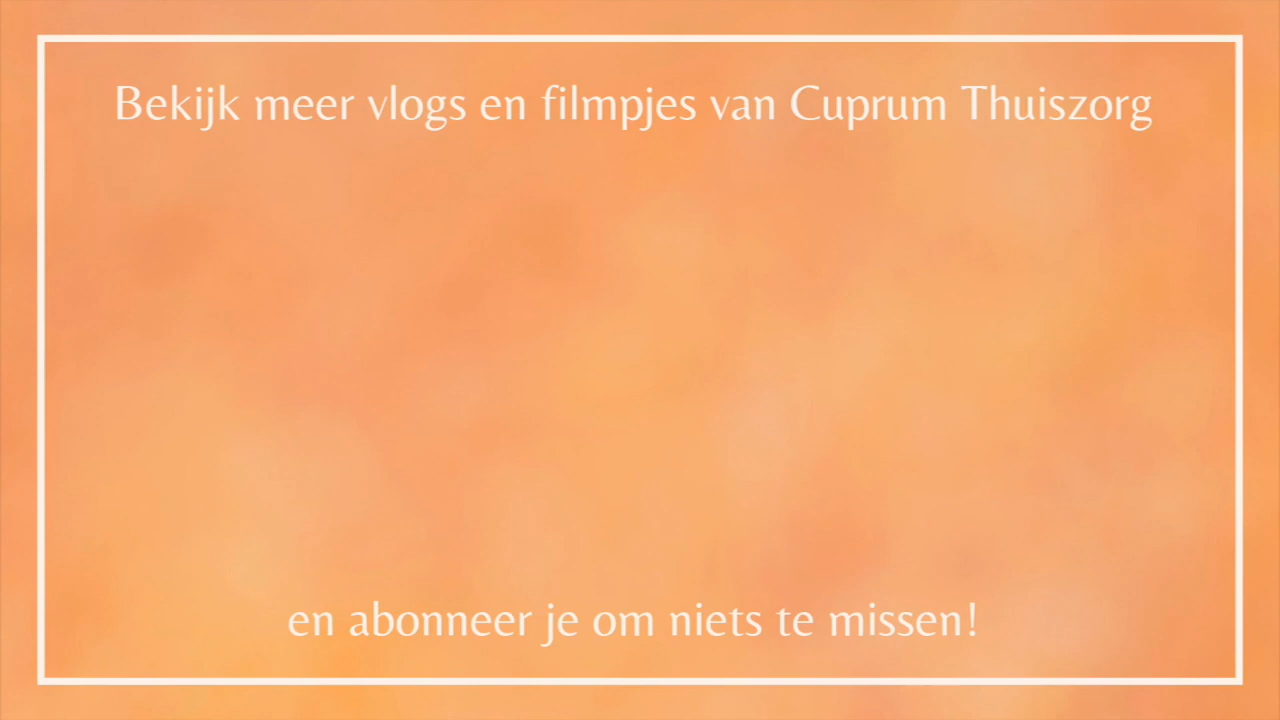 Bekijk meer vlogs en filmpjes van Cuprum Thuiszorg
en abonneer je om niets te missen!